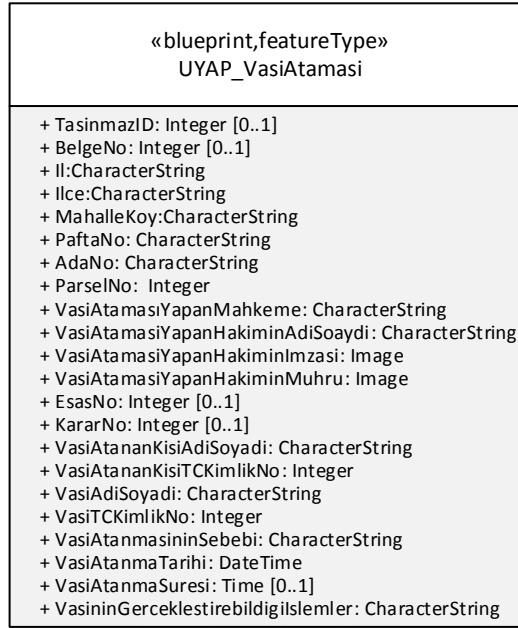 «blueprint,featureType»
UYAP_VasiAtamasi
+ TasinmazID: Integer [0..1]
+ BelgeNo: Integer [0..1]
+ Il:CharacterString
+ Ilce:CharacterString
+ MahalleKoy:CharacterString
+ PaftaNo: CharacterString
+ AdaNo: CharacterString
+ ParselNo: Integer
+ VasiAtamasıYapanMahkeme: CharacterString
+ VasiAtamasiYapanHakiminAdiSoaydi: CharacterString
+ VasiAtamasiYapanHakiminImzasi: Image
+ VasiAtamasiYapanHakiminMuhru: Image
+ EsasNo: Integer [0..1]
+ KararNo: Integer [0..1]
+ VasiAtananKisiAdiSoyadi: CharacterString
+ VasiAtananKisiTCKimlikNo: Integer
+ VasiAdiSoyadi: CharacterString
+ VasiTCKimlikNo: Integer
+ VasiAtanmasininSebebi: CharacterString
+ VasiAtanmaTarihi: DateTime
+ VasiAtanmaSuresi: Time [0..1]
+ VasininGerceklestirebildigiIslemler: CharacterString